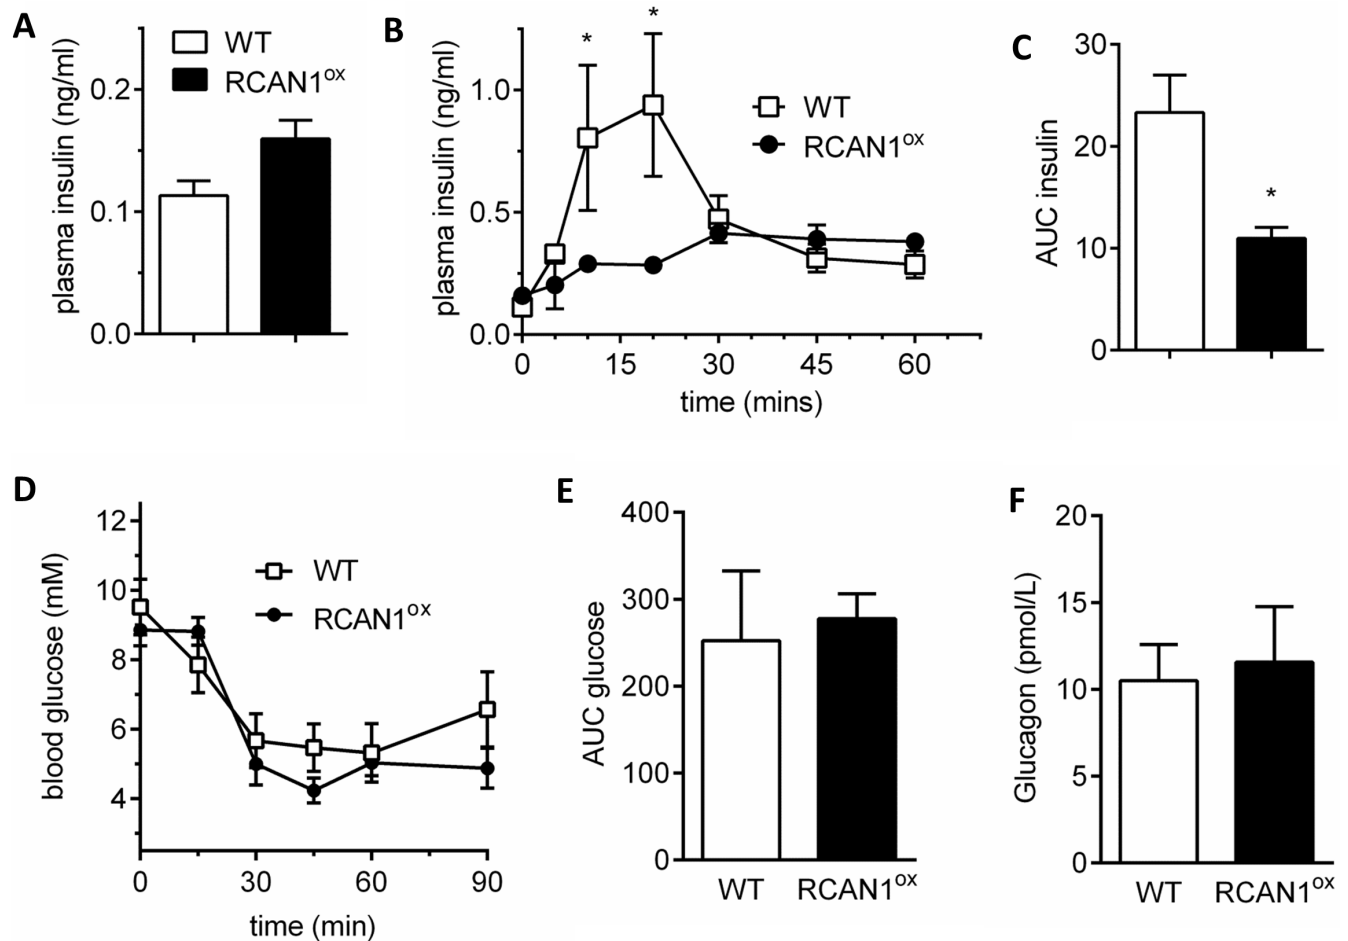 A
plasma insulin (ng/ml)
0.2
0.1
0.0
WT
RCAN1ox
B
plasma insulin (ng/ml)
1.0
0.5
0.0
* *
WT
RCAN1ox
0 15 30 45 60
time (mins)
C
AUC insulin
30
20
10
0
*
D
blood glucose (mM)
12
10
8
6
4
WT
RCAN1ox
0 30 60 90
time (min)
E
AUC glucose
400
300
200
100
0
WT RCAN1ox
F
Glucagon (pmol/L)
20
15
10
5
0
WT RCAN1ox